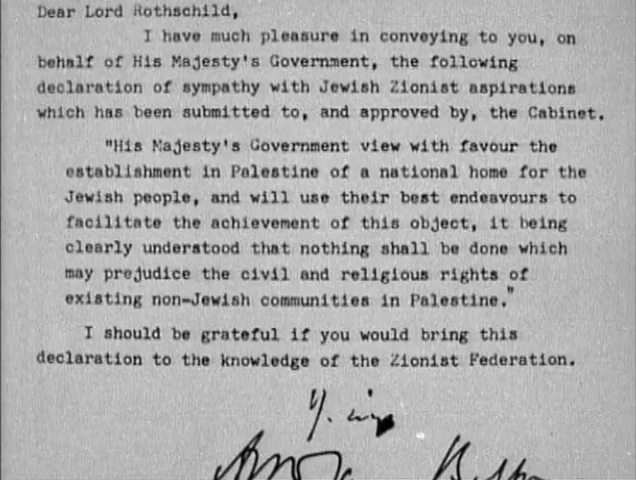 Dear Lord Rothschild,
I have much pleasure in conveying to you, on
behalf of His Majesty's Government, the following
declaration of sympathy with Jewish Zionist aspirations
which has been submitted to, and approved by, the Cabinet.
"His Majesty's Government view with favour the
establishment in Palestine of a national home for the
Jewish people, and will use their best endeavours to
facilitate the achievement of this object, it being
clearly understood that nothing shall be done which
may prejudice the civil and religious rights of
existing non-Jewish communities in Palestine."
I should be grateful if you would bring this
declaration to the knowledge of the Zionist Federation.